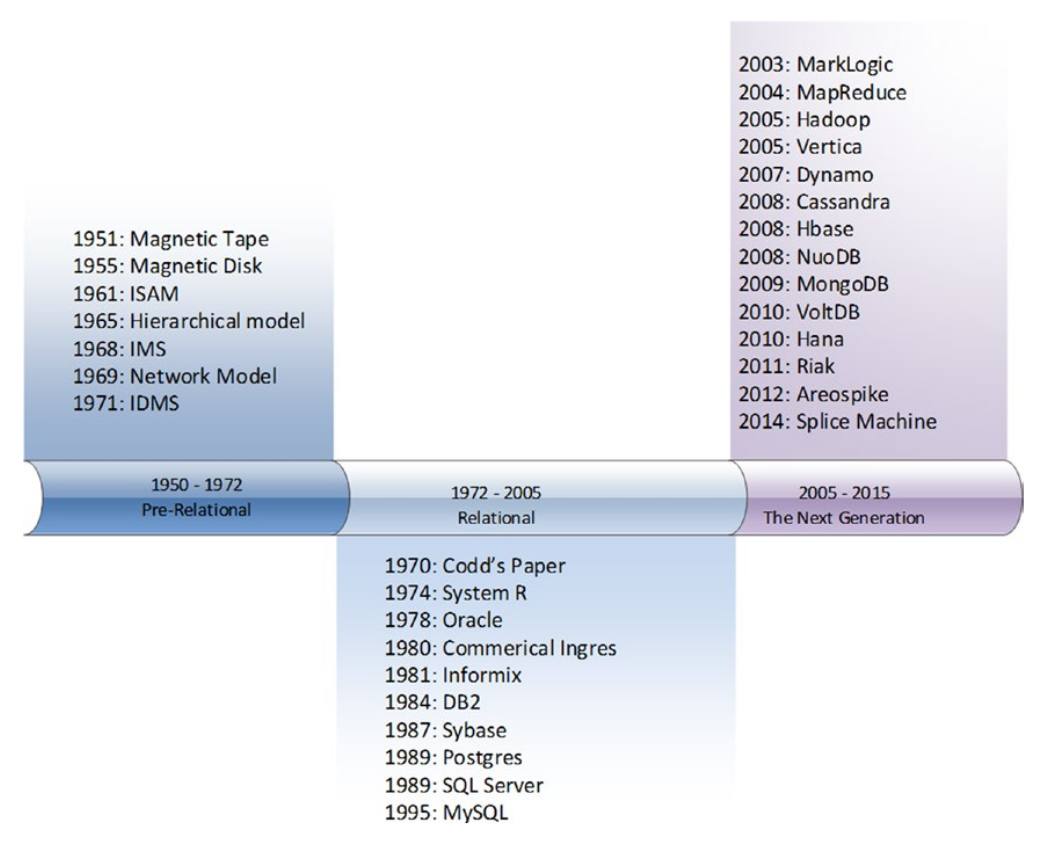 1951: Magnetic Tape
1955: Magnetic Disk
1961: ISAM
1965: Hierarchical model
1968: IMS
1969: Network Model
1971: IDMS
1950 - 1972
Pre-Relational
1972 - 2005
Relational
1970: Codd’s Paper
1974: System R
1978: Oracle
1980: Commerical Ingres
1981: Informix
1984: DB2
1987: Sybase
1989: Postgres
1989: SQL Server
1995: MySQL
2003: MarkLogic
2004: MapReduce
2005: Hadoop
2005: Vertica
2007: Dynamo
2008: Cassandra
2008: Hbase
2008: NuoDB
2009: MongoDB
2010: VoltDB
2010: Hana
2011: Riak
2012: Areospike
2014: Splice Machine
2005 - 2015
The Next Generation